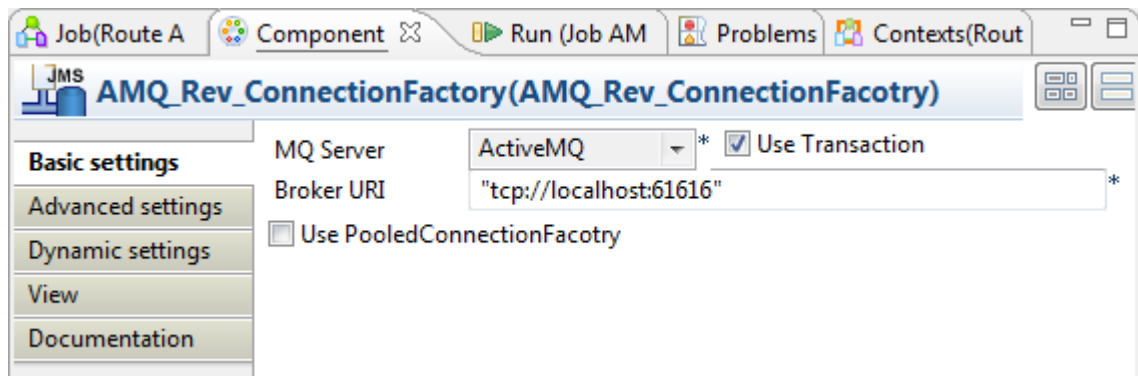 Job(Route A Component Run (Job AM Problems Contexts(Rout
JMS
AMQ_Rev_ConnectionFactory(AMQ_Rev_ConnectionFacotry)
Basic settings
Advanced settings
Dynamic settings
View
Documentation
MQ Server ActiveMQ * Use Transaction
Broker URI "tcp://localhost:61616" *
Use PooledConnectionFacotry